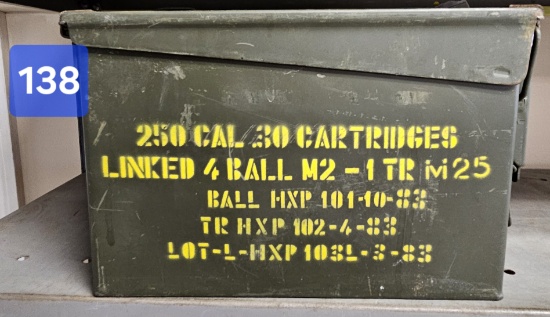 138
250 CAL .30 CARTRIDGES
LINKED 4 BALL M2 - 1 TR M25
BALL HXP 101-10-83
TR HXP 102-4-83
LOT-L-HXP 103L-3-83